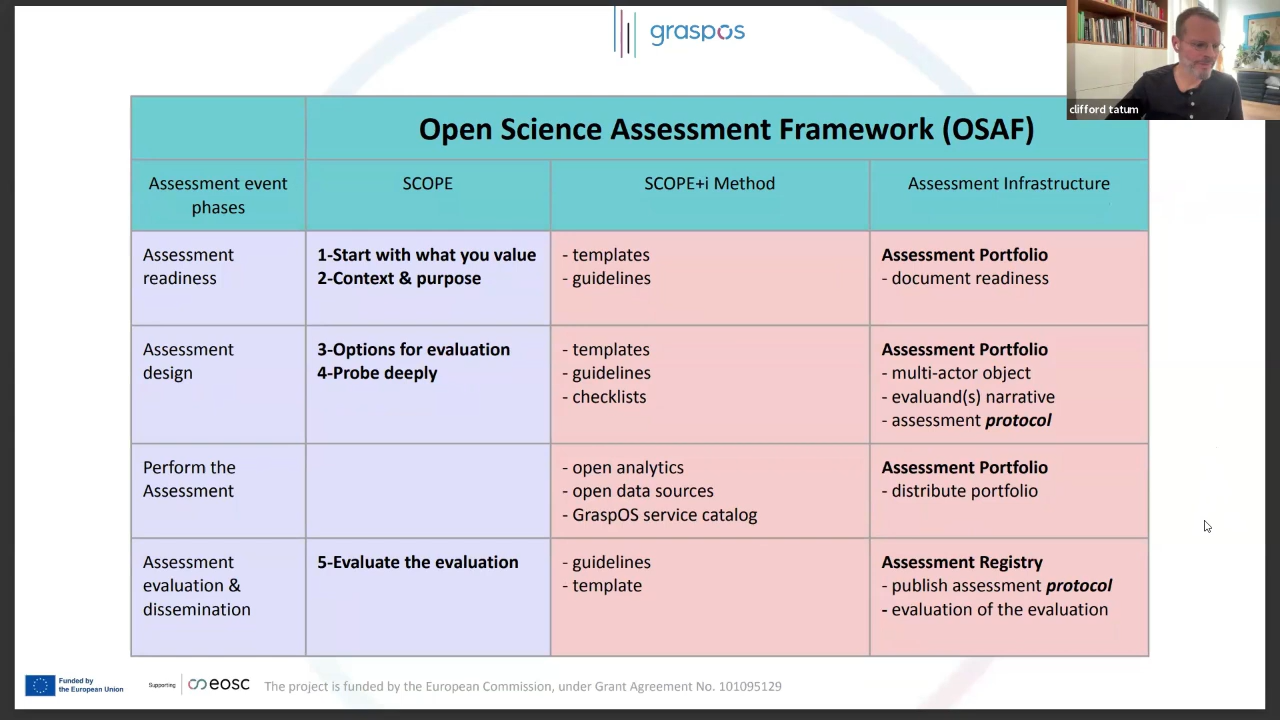 graspos
clifford tatum
Open Science Assessment Framework (OSAF)
Assessment event
phases
SCOPE
SCOPE+i Method
Assessment Infrastructure
Assessment
readiness
1-Start with what you value
2-Context & purpose
- templates
- guidelines
Assessment Portfolio
- document readiness
Assessment
design
3-Options for evaluation
4-Probe deeply
- templates
- guidelines
- checklists
Assessment Portfolio
- multi-actor object
- evaluand(s) narrative
- assessment protocol
Perform the
Assessment
- open analytics
- open data sources
- GraspOS service catalog
Assessment Portfolio
- distribute portfolio
Assessment
evaluation &
dissemination
5-Evaluate the evaluation
- guidelines
- template
Assessment Registry
- publish assessment protocol
- evaluation of the evaluation
Funded by
the European Union
Supporting
eosc
The project is funded by the European Commission, under Grant Agreement No. 101095129